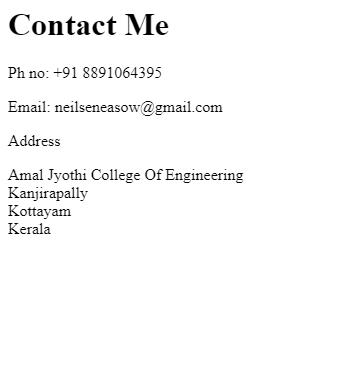 Contact Me
Ph no: +91 8891064395
Email: neilseneasow@gmail.com
Address
Amal Jyothi College Of Engineering
Kanjirapally
Kottayam
Kerala